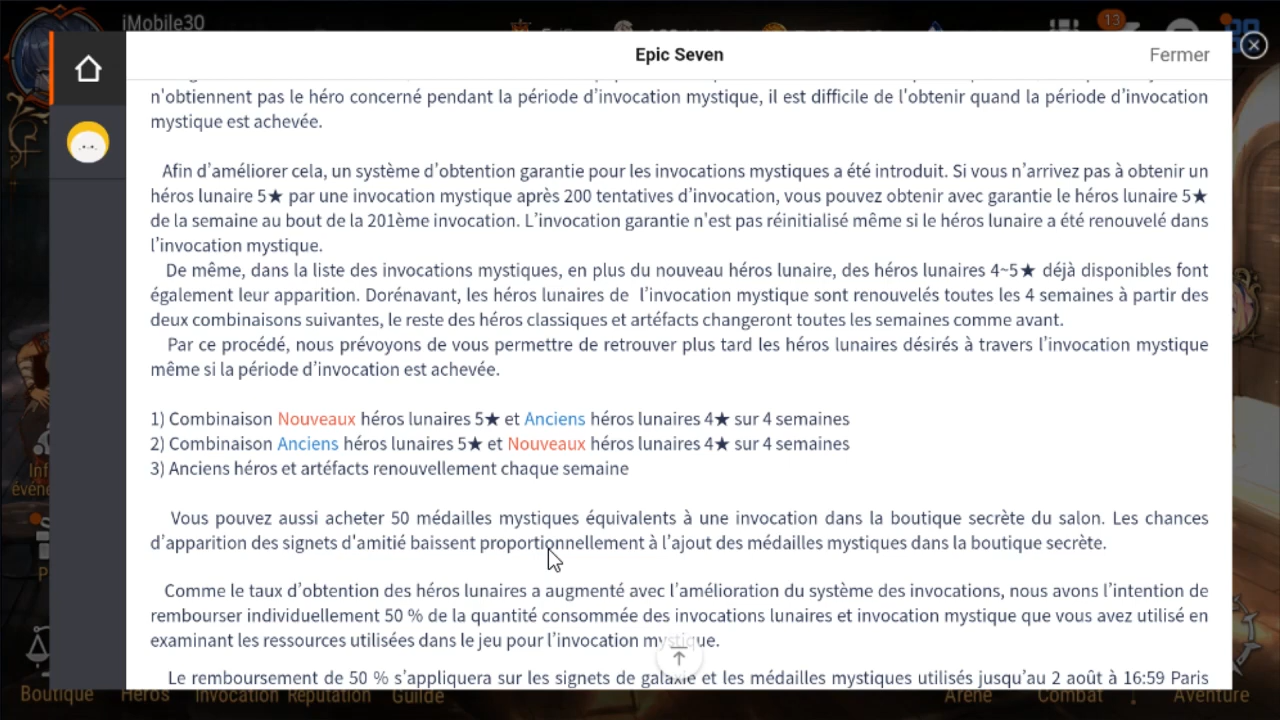 iMobile30
13
Epic Seven
Fermer
n'obtiennent pas le héro concerné pendant la période d'invocation mystique, il est difficile de l'obtenir quand la période d'invocation
mystique est achevée.
Afin d'améliorer cela, un système d'obtention garantie pour les invocations mystiques a été introduit. Si vous n'arrivez pas à obtenir un
héros lunaire 5★ par une invocation mystique après 200 tentatives d'invocation, vous pouvez obtenir avec garantie le héros lunaire 5★
de la semaine au bout de la 201ème invocation. L'invocation garantie n'est pas réinitialisé même si le héros lunaire a été renouvelé dans
l'invocation mystique.
De même, dans la liste des invocations mystiques, en plus du nouveau héros lunaire, des héros lunaires 4~5★ déjà disponibles font
également leur apparition. Dorénavant, les héros lunaires de l'invocation mystique sont renouvelés toutes les 4 semaines à partir des
deux combinaisons suivantes, le reste des héros classiques et artéfacts changeront toutes les semaines comme avant.
Par ce procédé, nous prévoyons de vous permettre de retrouver plus tard les héros lunaires désirés à travers l'invocation mystique
même si la période d'invocation est achevée.
1) Combinaison Nouveaux héros lunaires 5★ et Anciens héros lunaires 4★ sur 4 semaines
2) Combinaison Anciens héros lunaires 5★ et Nouveaux héros lunaires 4★ sur 4 semaines
3) Anciens héros et artéfacts renouvellement chaque semaine
Vous pouvez aussi acheter 50 médailles mystiques équivalents à une invocation dans la boutique secrète du salon. Les chances
d'apparition des signets d'amitié baissent proportionnellement à l'ajout des médailles mystiques dans la boutique secrète.
Comme le taux d'obtention des héros lunaires a augmenté avec l'amélioration du système des invocations, nous avons l'intention de
rembourser individuellement 50 % de la quantité consommée des invocations lunaires et invocation mystique que vous avez utilisé en
examinant les ressources utilisées dans le jeu pour l'invocation mystique.
Le remboursement de 50 % s'appliquera sur les signets de galaxie et les médailles mystiques utilisés jusqu'au 2 août à 16:59 Paris
Boutique Héros Invocation Réputation Guilde Arène Combat Aventure